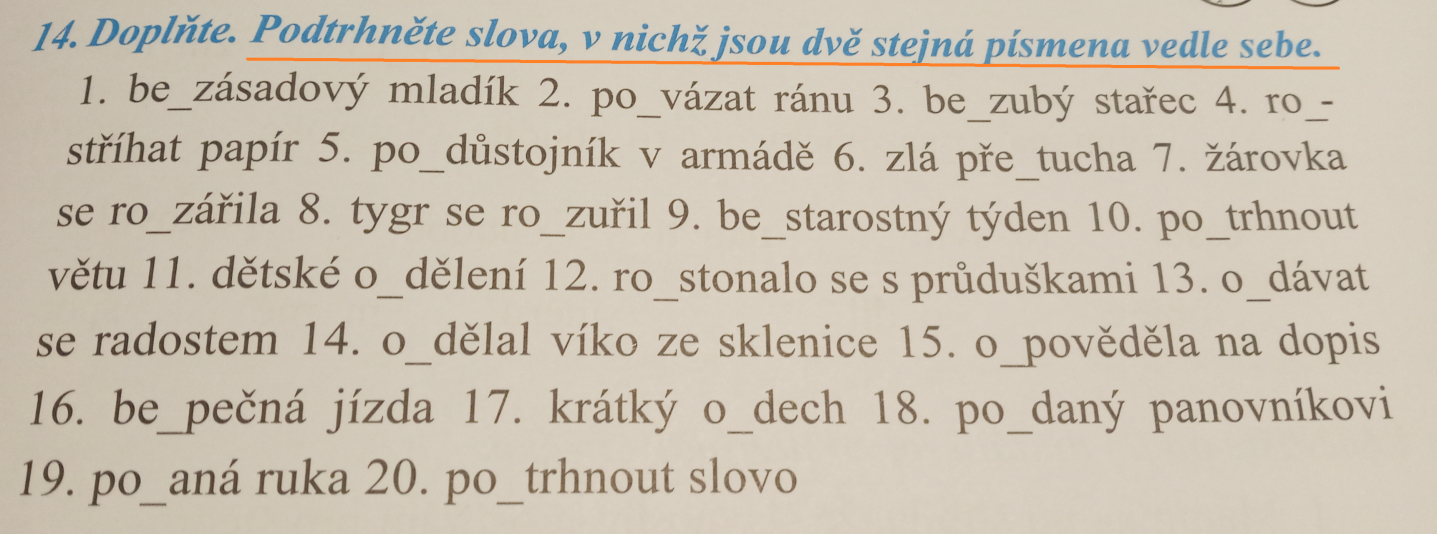 14. Doplňte. Podtrhněte slova, v nichž jsou dvě stejná písmena vedle sebe.
1. be_zásadový mladík 2. po_vázat ránu 3. be_zubý stařec 4. ro_-
stříhat papír 5. po_důstojník v armádě 6. zlá pře_tucha 7. žárovka
se ro_zářila 8. tygr se ro_zuřil 9. be_starostný týden 10. po_trhnout
větu 11. dětské o_dělení 12. ro_stonalo se s průduškami 13. o_dávat
se radostem 14. o_dělal víko ze sklenice 15. o_pověděla na dopis
16. be_pečná jízda 17. krátký o_dech 18. po_daný panovníkovi
19. po_aná ruka 20. po_trhnout slovo